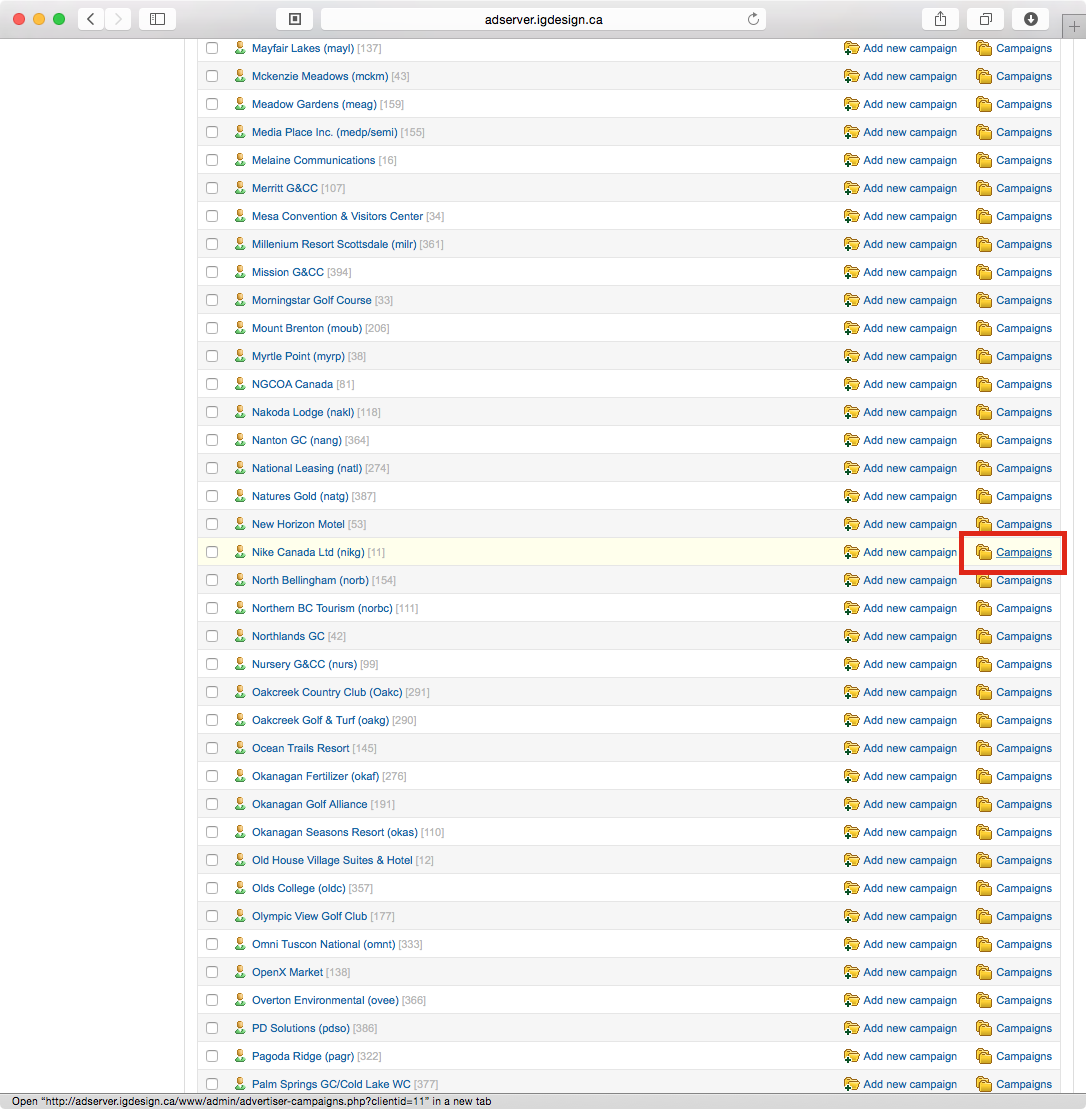 adserver.igdesign.ca
Mayfair Lakes (mayl) [137] Add new campaign Campaigns
Mckenzie Meadows (mckm) [43] Add new campaign Campaigns
Meadow Gardens (meag) [159] Add new campaign Campaigns
Media Place Inc. (medp/semi) [155] Add new campaign Campaigns
Melaine Communications [16] Add new campaign Campaigns
Merritt G&CC [107] Add new campaign Campaigns
Mesa Convention & Visitors Center [34] Add new campaign Campaigns
Millenium Resort Scottsdale (milr) [361] Add new campaign Campaigns
Mission G&CC [394] Add new campaign Campaigns
Morningstar Golf Course [33] Add new campaign Campaigns
Mount Brenton (moub) [206] Add new campaign Campaigns
Myrtle Point (myrp) [38] Add new campaign Campaigns
NGCOA Canada [81] Add new campaign Campaigns
Nakoda Lodge (nakl) [118] Add new campaign Campaigns
Nanton GC (nang) [364] Add new campaign Campaigns
National Leasing (natl) [274] Add new campaign Campaigns
Natures Gold (natg) [387] Add new campaign Campaigns
New Horizon Motel [53] Add new campaign Campaigns
Nike Canada Ltd (nikg) [11] Add new campaign Campaigns
North Bellingham (norb) [154] Add new campaign Campaigns
Northern BC Tourism (norbc) [111] Add new campaign Campaigns
Northlands GC [42] Add new campaign Campaigns
Nursery G&CC (nurs) [99] Add new campaign Campaigns
Oakcreek Country Club (Oakc) [291] Add new campaign Campaigns
Oakcreek Golf & Turf (oakg) [290] Add new campaign Campaigns
Ocean Trails Resort [145] Add new campaign Campaigns
Okanagan Fertilizer (okaf) [276] Add new campaign Campaigns
Okanagan Golf Alliance [191] Add new campaign Campaigns
Okanagan Seasons Resort (okas) [110] Add new campaign Campaigns
Old House Village Suites & Hotel [12] Add new campaign Campaigns
Olds College (oldc) [357] Add new campaign Campaigns
Olympic View Golf Club [177] Add new campaign Campaigns
Omni Tuscon National (omnt) [333] Add new campaign Campaigns
OpenX Market [138] Add new campaign Campaigns
Overton Environmental (ovee) [366] Add new campaign Campaigns
PD Solutions (pdso) [386] Add new campaign Campaigns
Pagoda Ridge (pagr) [322] Add new campaign Campaigns
Palm Springs GC/Cold Lake WC [377] Add new campaign Campaigns
Open “http://adserver.igdesign.ca/www/admin/advertiser-campaigns.php?clientid=11” in a new tab